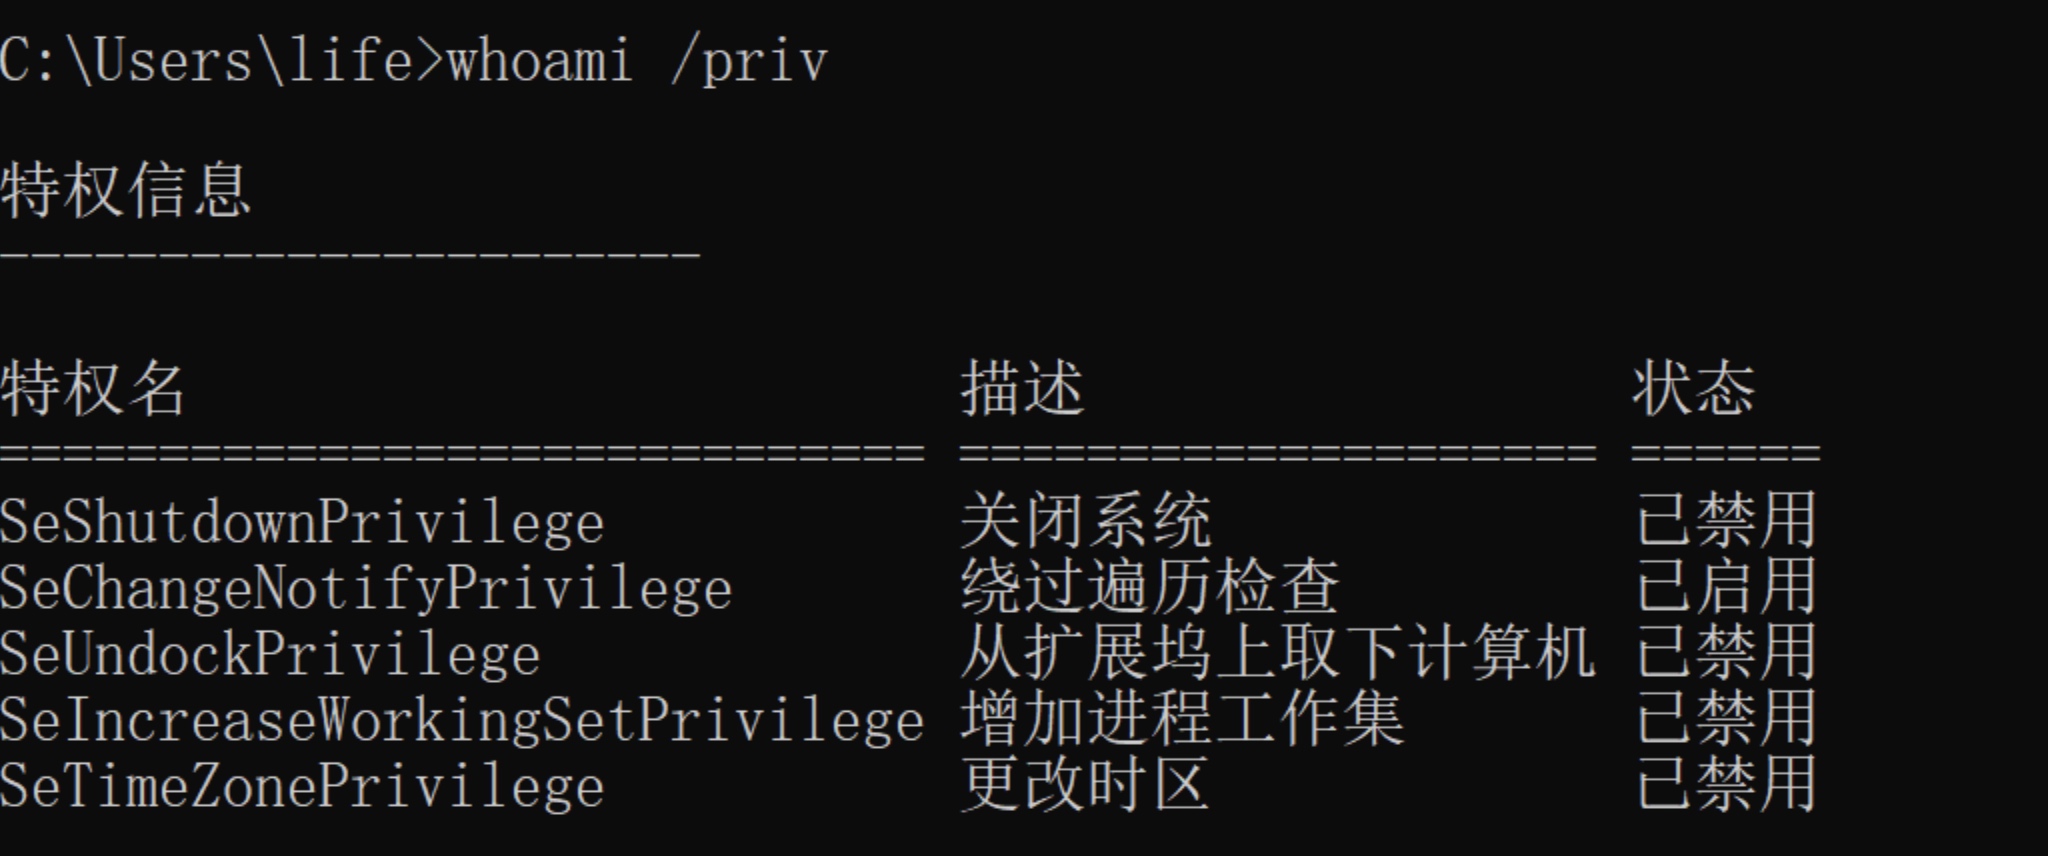 C:\Users\life>whoami /priv
特权信息
----------------------
特权名 描述 状态
============================= ==================== ======
SeShutdownPrivilege 关闭系统 已禁用
SeChangeNotifyPrivilege 绕过遍历检查 已启用
SeUndockPrivilege 从扩展坞上取下计算机 已禁用
SeIncreaseWorkingSetPrivilege 增加进程工作集 已禁用
SeTimeZonePrivilege 更改时区 已禁用